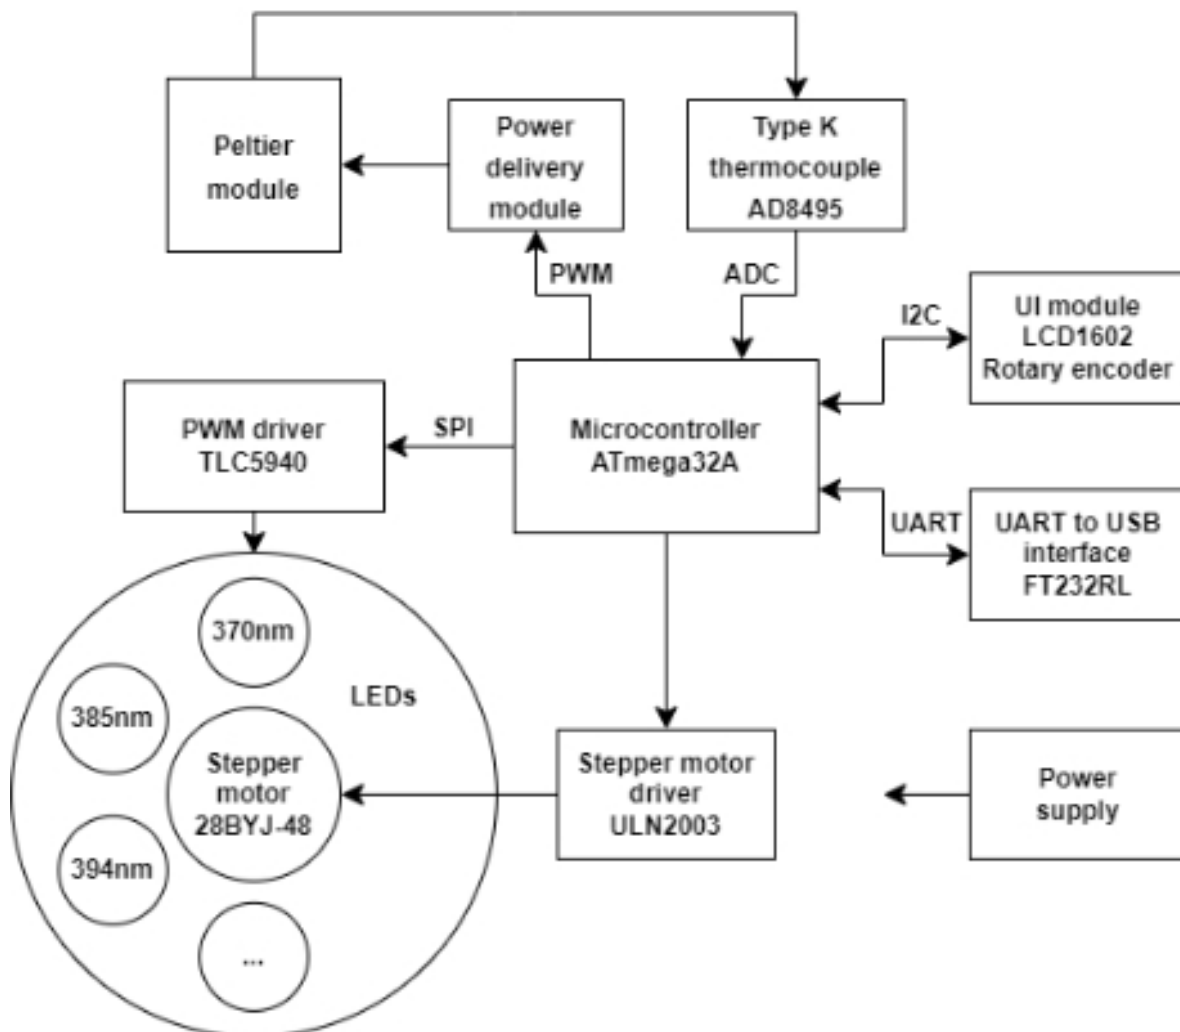 Peltier
module
Power
delivery
module
Type K
thermocouple
AD8495
PWM
ADC
I2C
UI module
LCD1602
Rotary encoder
PWM driver
TLC5940
SPI
Microcontroller
ATmega32A
UART
UART to USB
interface
FT232RL
370nm
LEDs
385nm
Stepper
motor
28BYJ-48
394nm
...
Stepper motor
driver
ULN2003
Power
supply